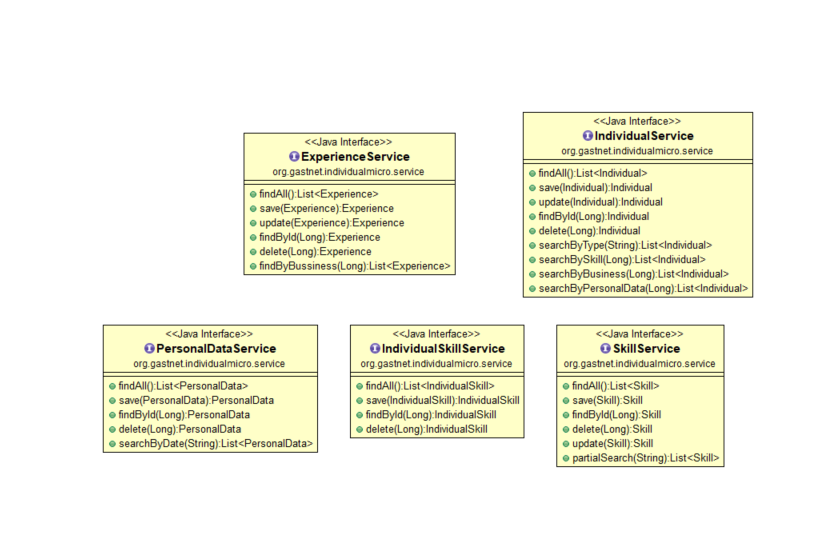 <<Java Interface>>
ExperienceService
org.gastnet.individualmicro.service
findAll():List<Experience>
save(Experience):Experience
update(Experience):Experience
findById(Long):Experience
delete(Long):Experience
findByBussiness(Long):List<Experience>
<<Java Interface>>
IndividualService
org.gastnet.individualmicro.service
findAll():List<Individual>
save(Individual):Individual
update(Individual):Individual
findById(Long):Individual
delete(Long):Individual
searchByType(String):List<Individual>
searchBySkill(Long):List<Individual>
searchByBusiness(Long):List<Individual>
searchByPersonalData(Long):List<Individual>
<<Java Interface>>
PersonalDataService
org.gastnet.individualmicro.service
findAll():List<PersonalData>
save(PersonalData):PersonalData
findById(Long):PersonalData
delete(Long):PersonalData
searchByDate(String):List<PersonalData>
<<Java Interface>>
IndividualSkillService
org.gastnet.individualmicro.service
findAll():List<IndividualSkill>
save(IndividualSkill):IndividualSkill
findById(Long):IndividualSkill
delete(Long):IndividualSkill
<<Java Interface>>
SkillService
org.gastnet.individualmicro.service
findAll():List<Skill>
save(Skill):Skill
findById(Long):Skill
delete(Long):Skill
update(Skill):Skill
partialSearch(String):List<Skill>